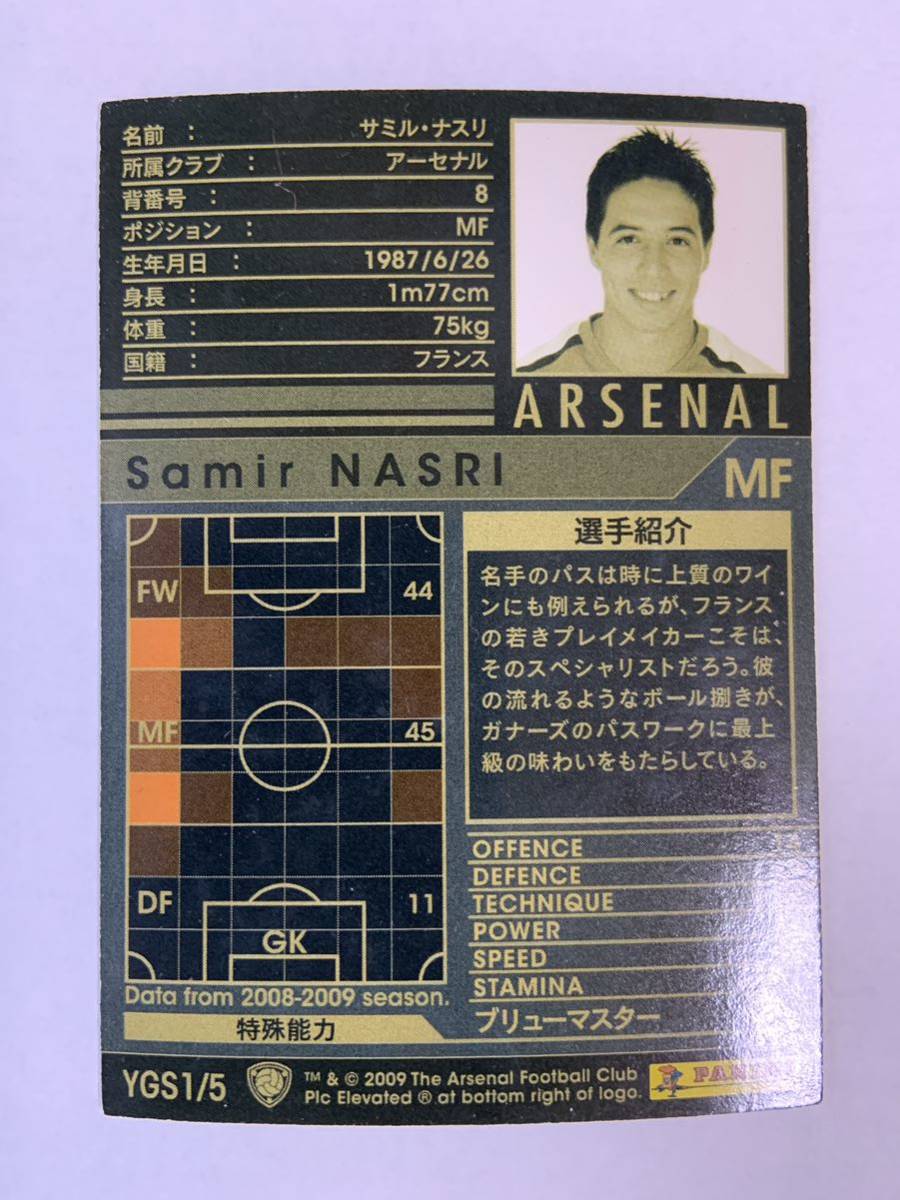 名前 : サミル・ナスリ
所属クラブ : アーセナル
背番号 : 8
ポジション : MF
生年月日 : 1987/6/26
身長 : 1m77cm
体重 : 75kg
国籍 : フランス
ARSENAL
Samir NASRI
MF
FW 44
MF 45
DF 11
GK
Data from 2008-2009 season.
選手紹介
名手のパスは時に上質のワイ
ンにも例えられるが、フランス
の若きプレイメイカーこそは、
そのスペシャリストだろう。彼
の流れるようなボール捌きが、
ガナーズのパスワークに最上
級の味わいをもたらしている。
OFFENCE
DEFENCE
TECHNIQUE
POWER
SPEED
STAMINA
特殊能力
ブリューマスター
YGS1/5
TM & © 2009 The Arsenal Football Club
Plc Elevated ® at bottom right of logo.
PANINI